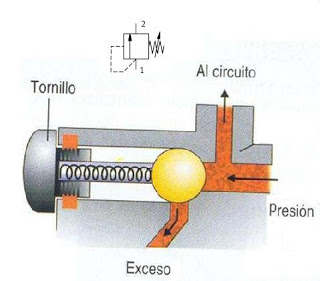 2
1
Al circuito
Tornillo
Presión
Exceso